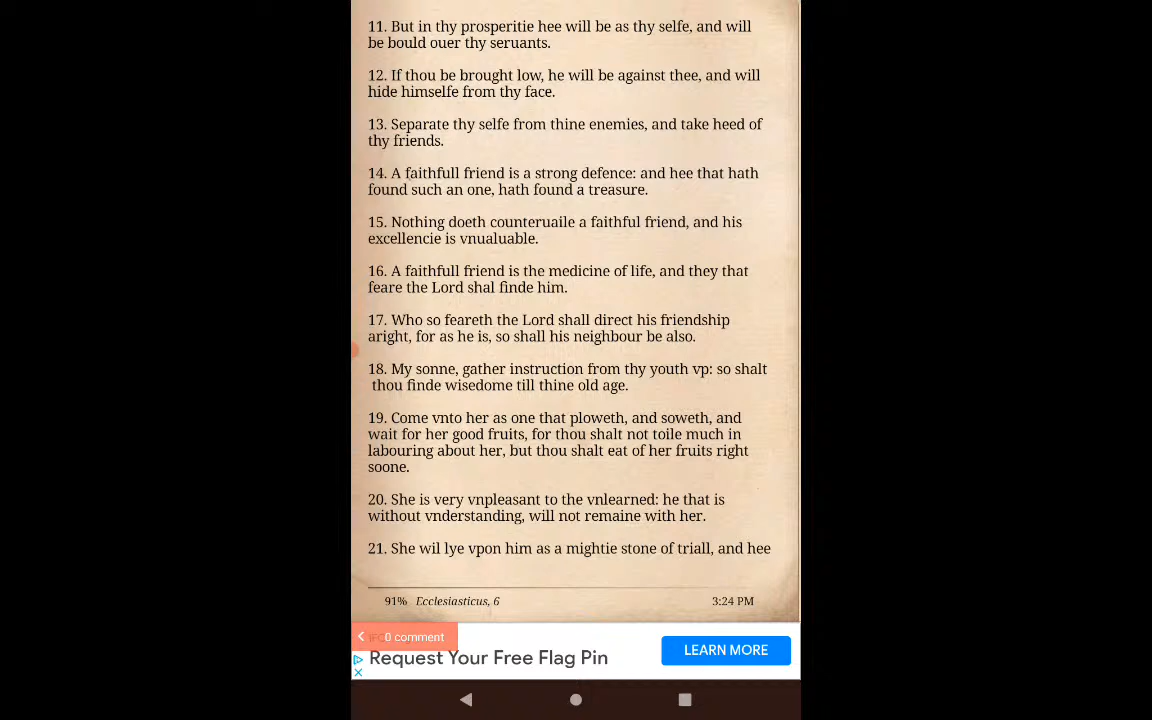 11. But in thy prosperitie hee will be as thy selfe, and will
be bould ouer thy seruants.
12. If thou be brought low, he will be against thee, and will
hide himselfe from thy face.
13. Separate thy selfe from thine enemies, and take heed of
thy friends.
14. A faithfull friend is a strong defence: and hee that hath
found such an one, hath found a treasure.
15. Nothing doeth counteruaile a faithful friend, and his
excellencie is vnualuable.
16. A faithfull friend is the medicine of life, and they that
feare the Lord shal finde him.
17. Who so feareth the Lord shall direct his friendship
aright, for as he is, so shall his neighbour be also.
18. My sonne, gather instruction from thy youth vp: so shalt
thou finde wisedome till thine old age.
19. Come vnto her as one that ploweth, and soweth, and
wait for her good fruits, for thou shalt not toile much in
labouring about her, but thou shalt eat of her fruits right
soone.
20. She is very vnpleasant to the vnlearned: he that is
without vnderstanding, will not remaine with her.
21. She wil lye vpon him as a mightie stone of triall, and hee
91% Ecclesiasticus, 6 3:24 PM
0 comment
Request Your Free Flag Pin
LEARN MORE